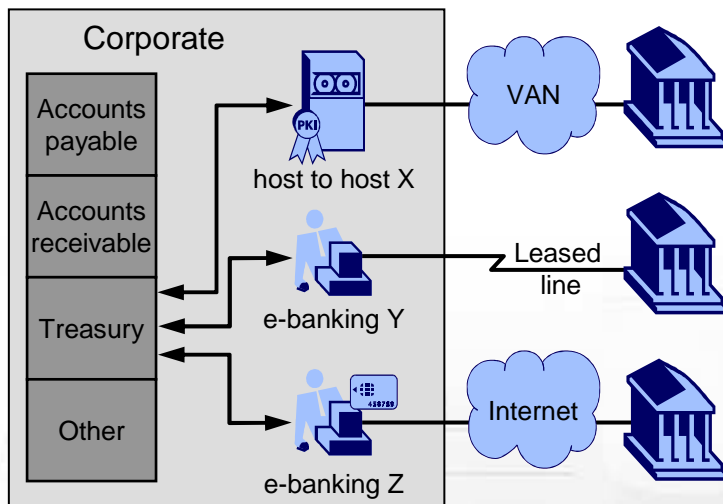 Corporate
Accounts
payable
Accounts
receivable
Treasury
Other
PKI
host to host X
VAN
e-banking Y
Leased
line
e-banking Z
Internet